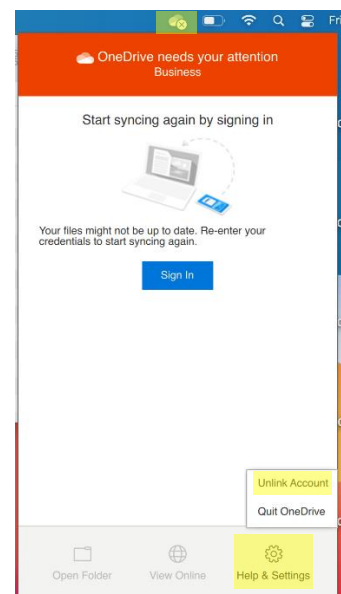 Fri
OneDrive needs your attention
Business
Start syncing again by signing in
Your files might not be up to date. Re-enter your
credentials to start syncing again.
Sign In
Unlink Account
Quit OneDrive
Open Folder
View Online
Help & Settings